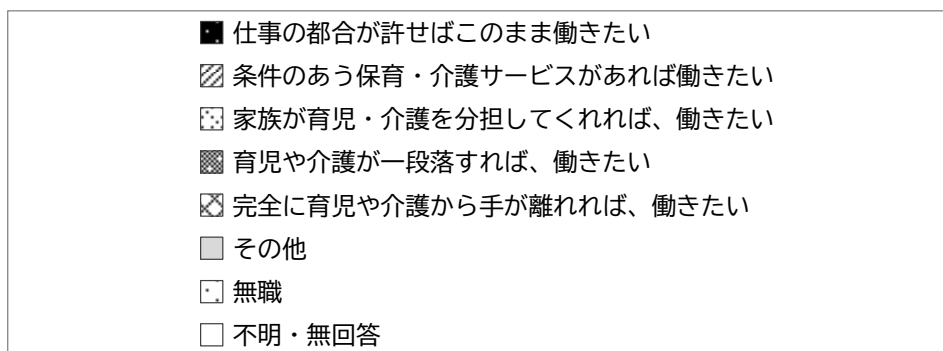 仕事の都合が許せばこのまま働きたい
条件のあう保育・介護サービスがあれば働きたい
家族が育児・介護を分担してくれれば、働きたい
育児や介護が一段落すれば、働きたい
完全に育児や介護から手が離れれば、働きたい
その他
無職
不明・無回答